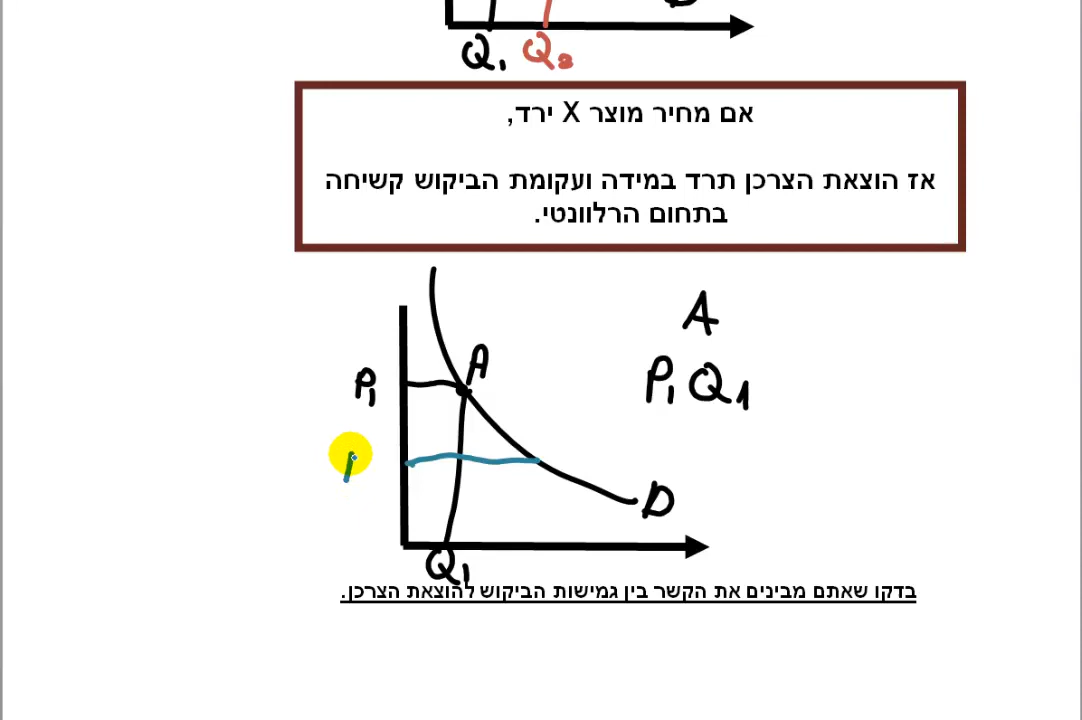 Q₁ Q₂
אם מחיר מוצר X ירד,
אז הוצאת הצרכן תרד במידה ועקומת הביקוש קשיחה
בתחום הרלוונטי.
A
A
P₁
P₁ Q₁
D
Q₁
בדקו שאתם מבינים את הקשר בין גמישות הביקוש להוצאת הצרכן.